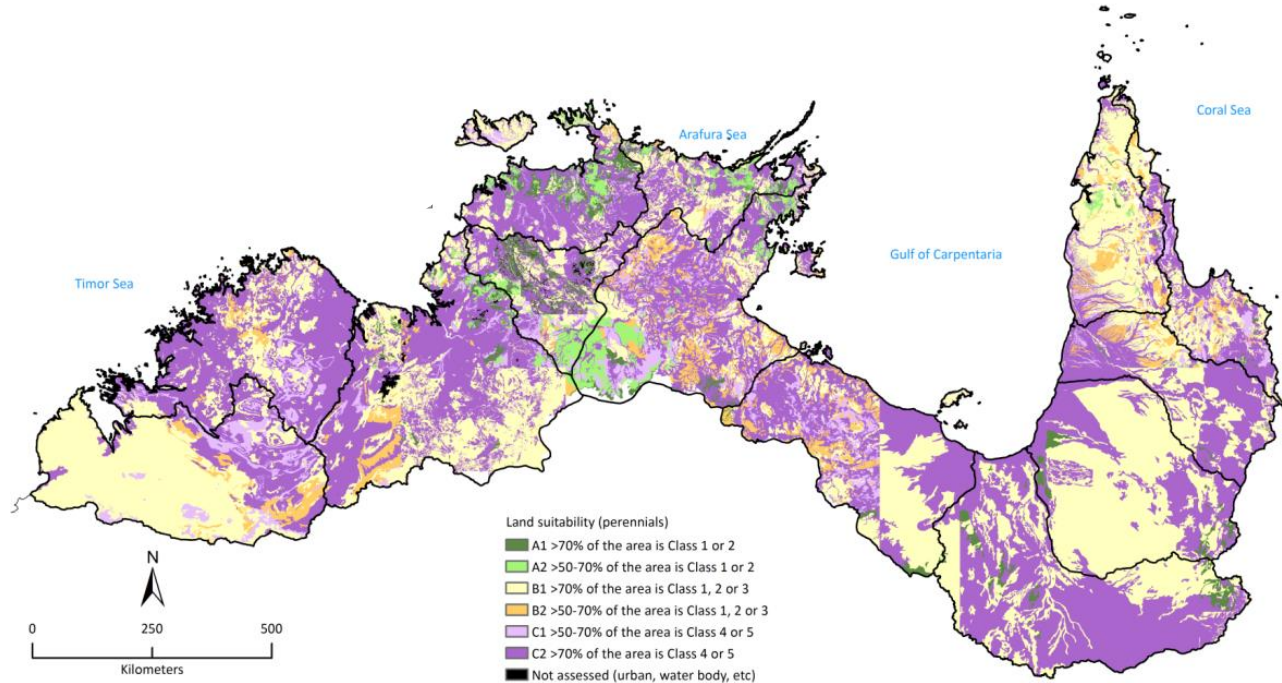 Coral Sea
Arafura Sea
Gulf of Carpentaria
Timor Sea
Land suitability (perennials)
A1 >70% of the area is Class 1 or 2
A2 >50-70% of the area is Class 1 or 2
B1 >70% of the area is Class 1, 2 or 3
B2 >50-70% of the area is Class 1, 2 or 3
C1 >50-70% of the area is Class 4 or 5
C2 >70% of the area is Class 4 or 5
Not assessed (urban, water body, etc)
N
0 250 500
Kilometers